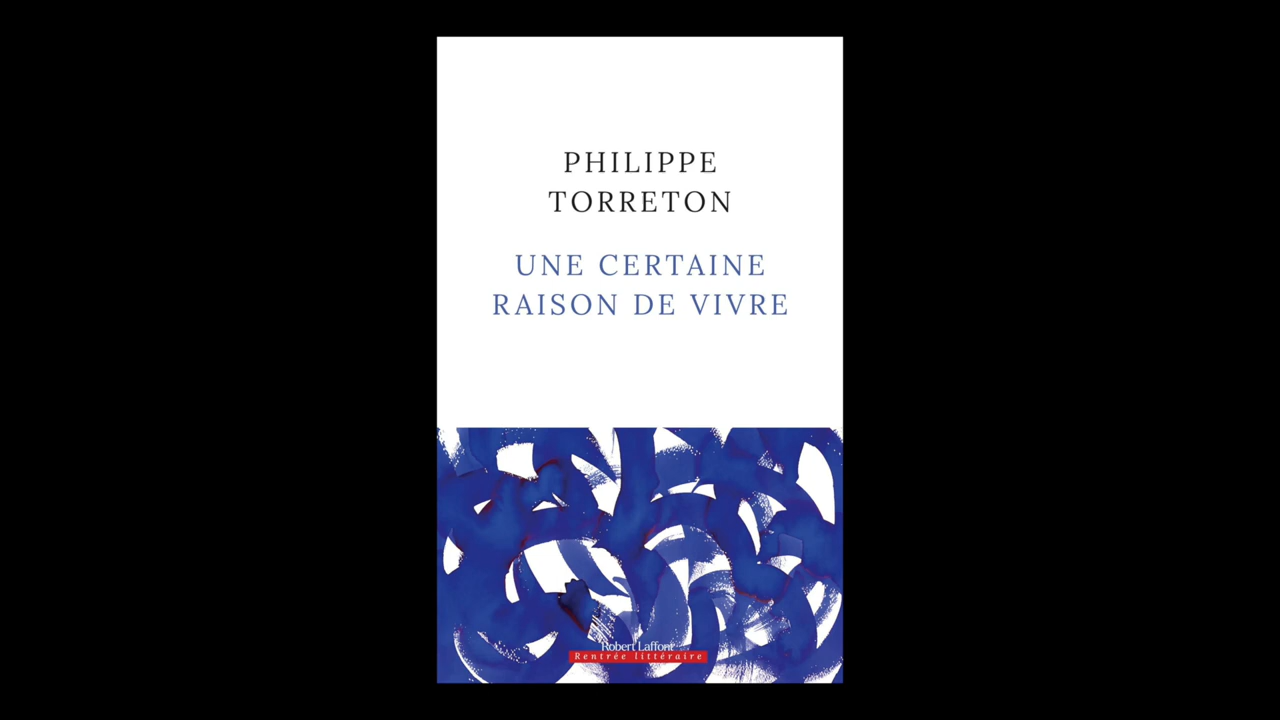 PHILIPPE
TORRETON
UNE CERTAINE
RAISON DE VIVRE
Robert Laffont
Rentrée littéraire